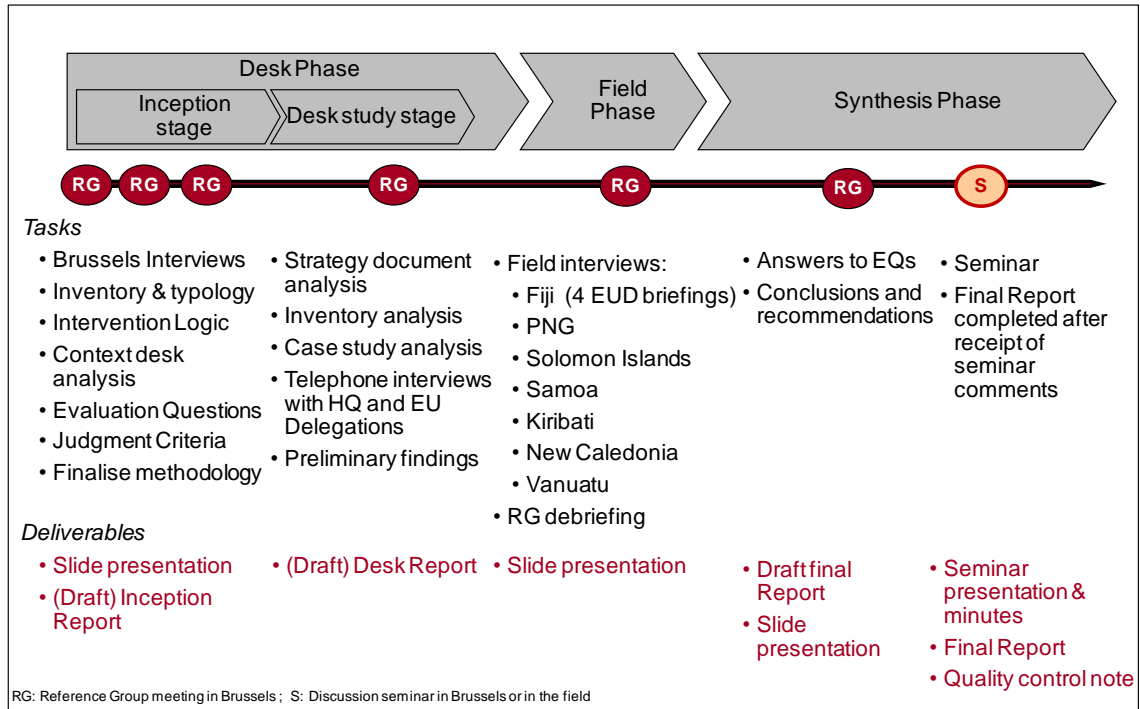 Desk Phase
Inception
stage
Desk study stage
Field
Phase
Synthesis Phase
RG
RG
RG
RG
RG
RG
S
Tasks
• Brussels Interviews
• Inventory & typology
• Intervention Logic
• Context desk
analysis
• Evaluation Questions
• Judgment Criteria
• Finalise methodology
• Strategy document
analysis
• Inventory analysis
• Case study analysis
• Telephone interviews
with HQ and EU
Delegations
• Preliminary findings
• Field interviews:
• Fiji (4 EUD briefings)
• PNG
• Solomon Islands
• Samoa
• Kiribati
• New Caledonia
• Vanuatu
• RG debriefing
• Answers to EQs
• Conclusions and
recommendations
• Seminar
• Final Report
completed after
receipt of
seminar
comments
Deliverables
• Slide presentation
• (Draft) Inception
Report
• (Draft) Desk Report
• Slide presentation
• Draft final
Report
• Slide
presentation
• Seminar
presentation &
minutes
• Final Report
• Quality control note
RG: Reference Group meeting in Brussels ; S: Discussion seminar in Brussels or in the field